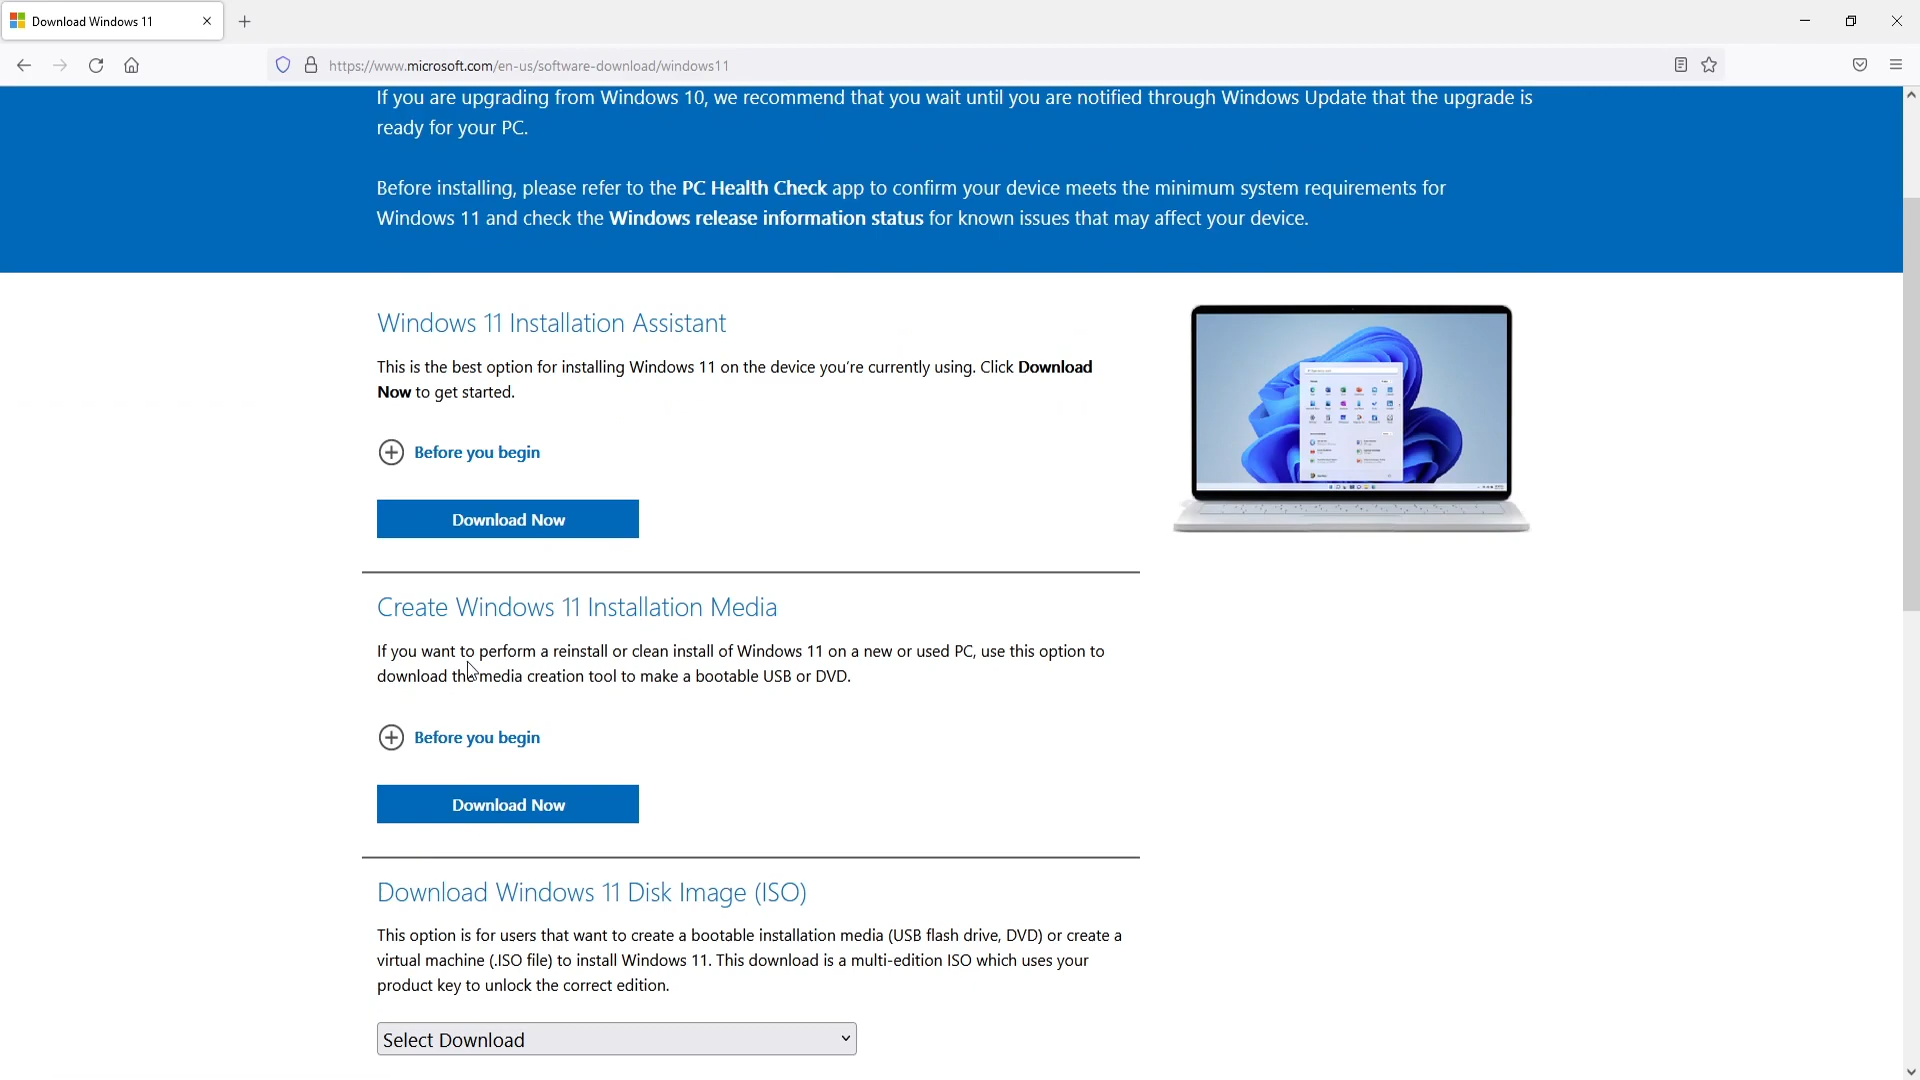 Download Windows 11
https://www.microsoft.com/en-us/software-download/windows11
If you are upgrading from Windows 10, we recommend that you wait until you are notified through Windows Update that the upgrade is
ready for your PC.
Before installing, please refer to the PC Health Check app to confirm your device meets the minimum system requirements for
Windows 11 and check the Windows release information status for known issues that may affect your device.
Windows 11 Installation Assistant
This is the best option for installing Windows 11 on the device you're currently using. Click Download
Now to get started.
Before you begin
Download Now
Create Windows 11 Installation Media
If you want to perform a reinstall or clean install of Windows 11 on a new or used PC, use this option to
download the media creation tool to make a bootable USB or DVD.
Before you begin
Download Now
Download Windows 11 Disk Image (ISO)
This option is for users that want to create a bootable installation media (USB flash drive, DVD) or create a
virtual machine (.ISO file) to install Windows 11. This download is a multi-edition ISO which uses your
product key to unlock the correct edition.
Select Download